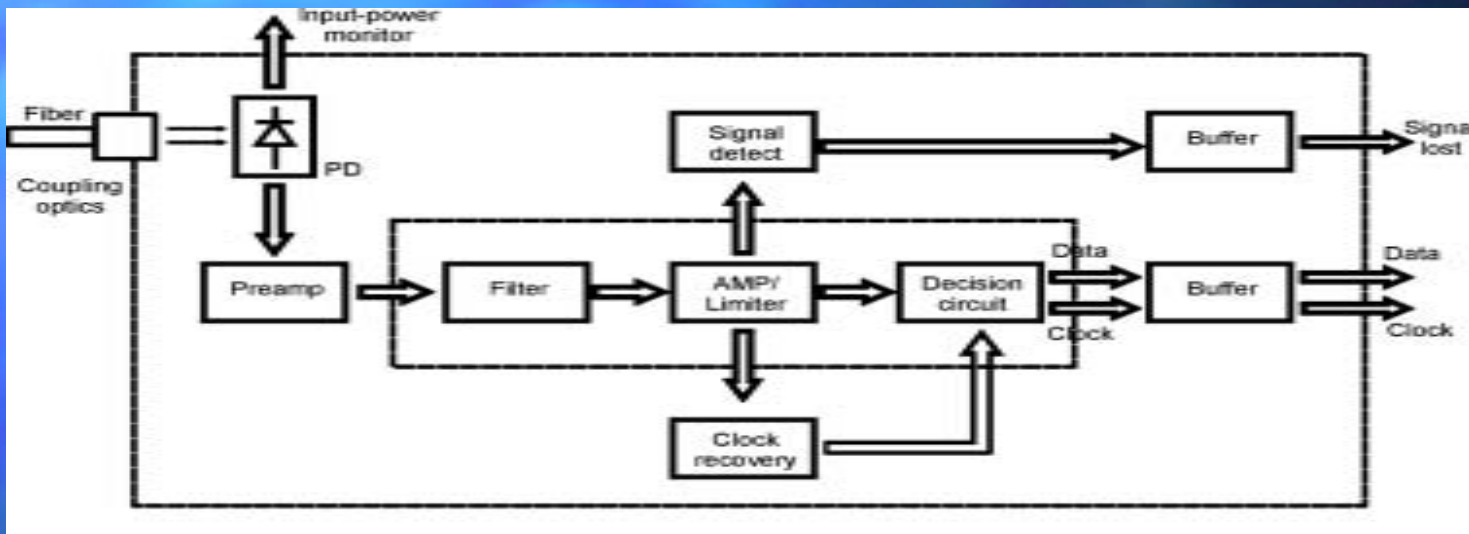 Input-power
monitor
Fiber
Coupling
optics
PD
Signal
detect
Buffer
Signal
lost
Preamp
Filter
AMP/
Limiter
Decision
circuit
Data
Clock
Buffer
Data
Clock
Clock
recovery